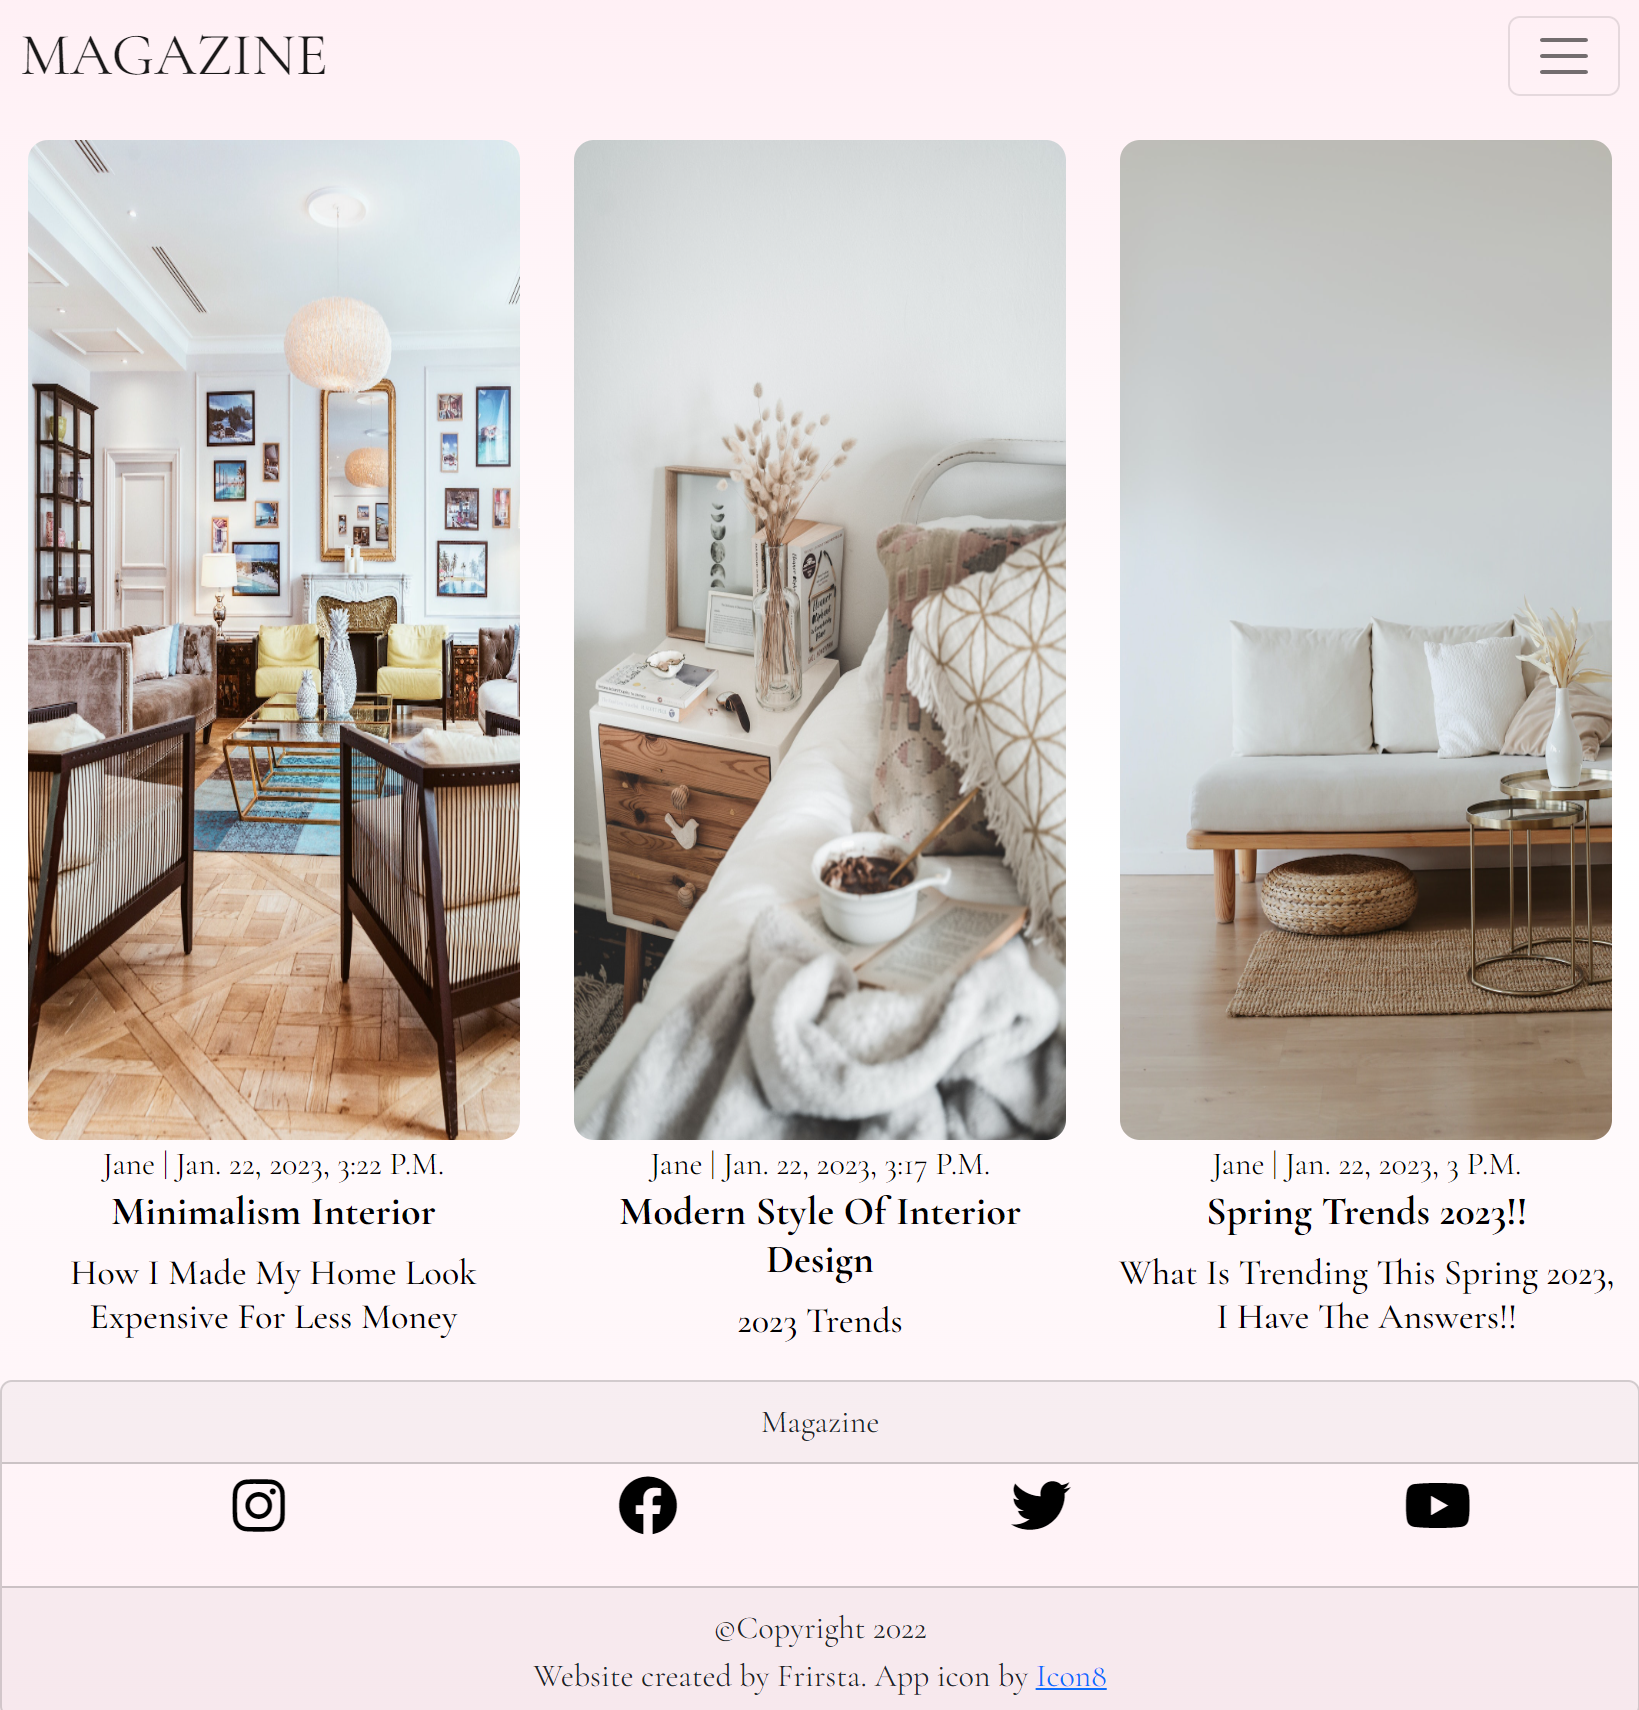 MAGAZINE
Jane | Jan. 22, 2023, 3:22 P.M.
Minimalism Interior
How I Made My Home Look
Expensive For Less Money
Jane | Jan. 22, 2023, 3:17 P.M.
Modern Style Of Interior
Design
2023 Trends
Jane | Jan. 22, 2023, 3 P.M.
Spring Trends 2023!!
What Is Trending This Spring 2023,
I Have The Answers!!
Magazine
©Copyright 2022
Website created by Frirsta. App icon by Icon8